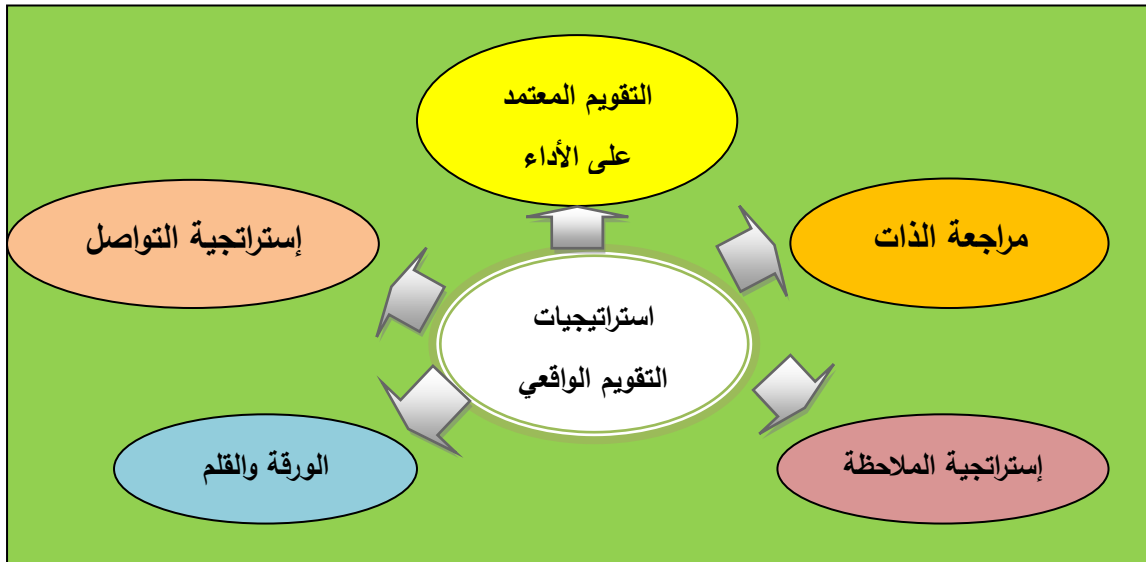 التقويم المعتمد
على الأداء
مراجعة الذات
إستراتجية التواصل
استراتيجيات
التقويم الواقعي
إستراتجية الملاحظة
الورقة والقلم